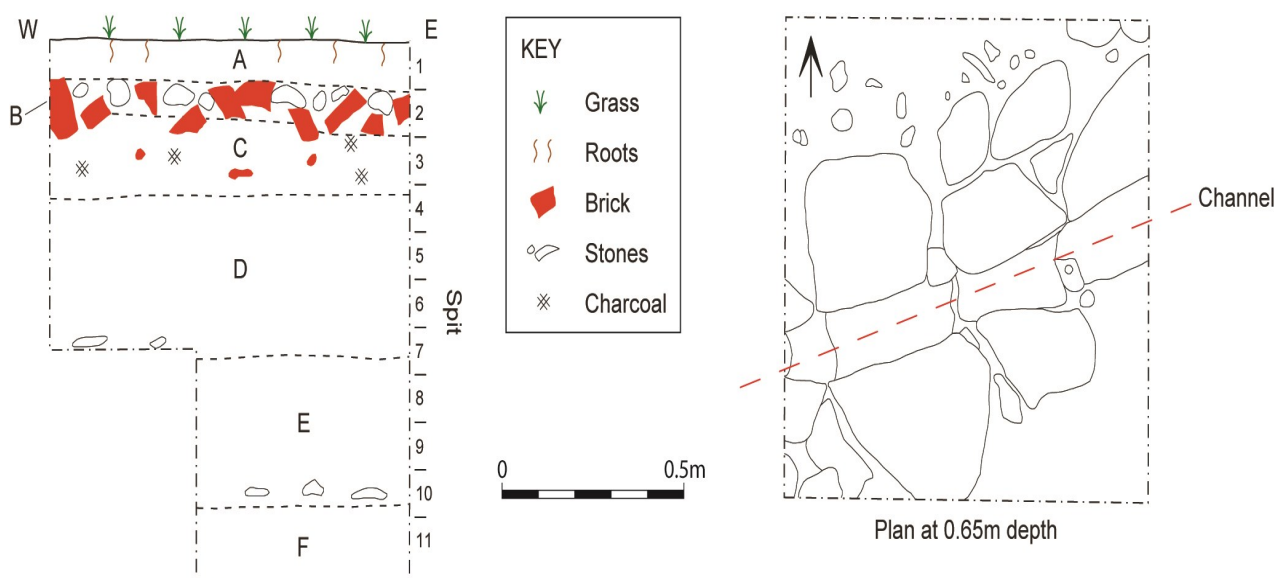 W
E
A
B
C
D
E
F
1
2
3
4
5
6
7
8
9
10
11
Spit
KEY
Grass
Roots
Brick
Stones
Charcoal
0
0.5m
Channel
Plan at 0.65m depth